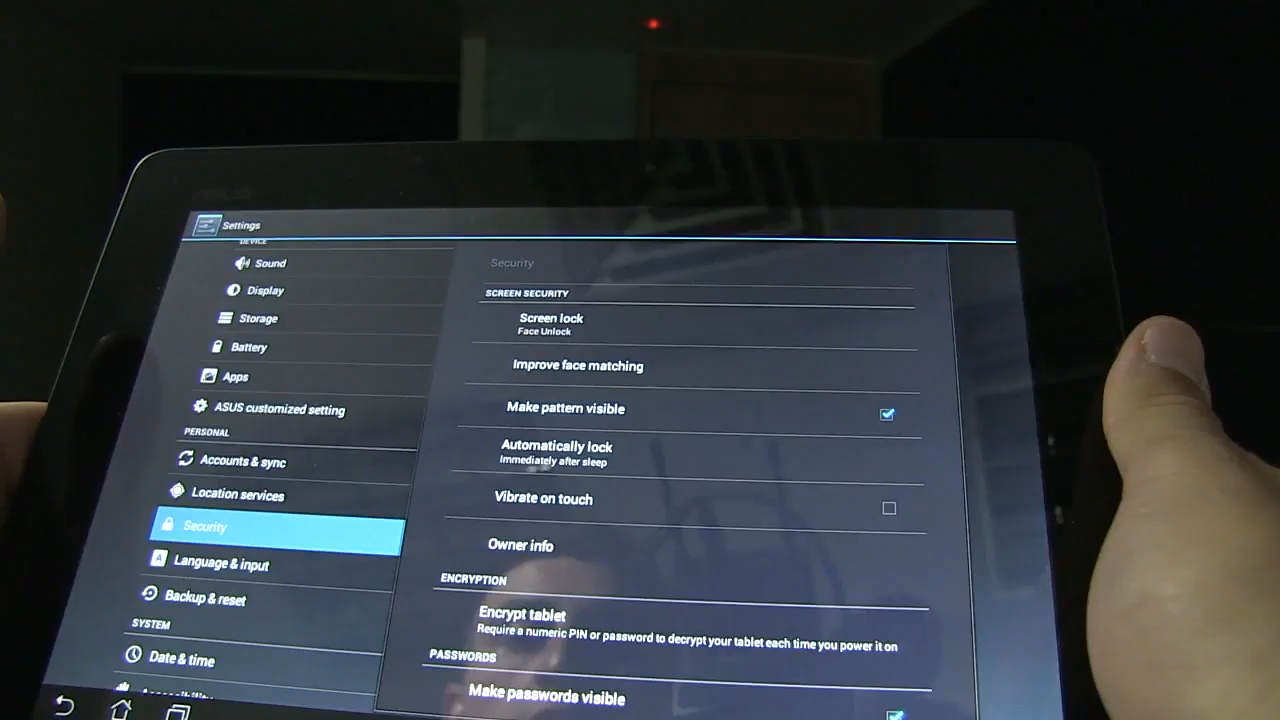 Settings
DEVICE
Sound
Display
Storage
Battery
Apps
ASUS customized setting
PERSONAL
Accounts & sync
Location services
Security
Language & input
Backup & reset
SYSTEM
Date & time
Accessibility
Security
SCREEN SECURITY
Screen lock
Face Unlock
Improve face matching
Make pattern visible
Automatically lock
Immediately after sleep
Vibrate on touch
Owner info
ENCRYPTION
Encrypt tablet
Require a numeric PIN or password to decrypt your tablet each time you power it on
PASSWORDS
Make passwords visible